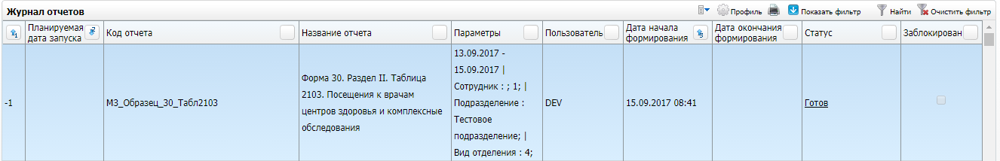 Журнал отчетов
Профиль
Показать фильтр
Найти
Очистить фильтр
1
Планируемая
дата запуска
2
Код отчета
Название отчета
Параметры
Пользователь
Дата начала
формирования
Дата окончания
формирования
Статус
Заблокирован
-1
МЗ_Образец_30_Табл2103
Форма 30. Раздел II. Таблица
2103. Посещения к врачам
центров здоровья и комплексные
обследования
13.09.2017 -
15.09.2017 |
Сотрудник : ; 1; |
Подразделение :
Тестовое
подразделение; |
Вид отделения : 4;
DEV
15.09.2017 08:41
Готов